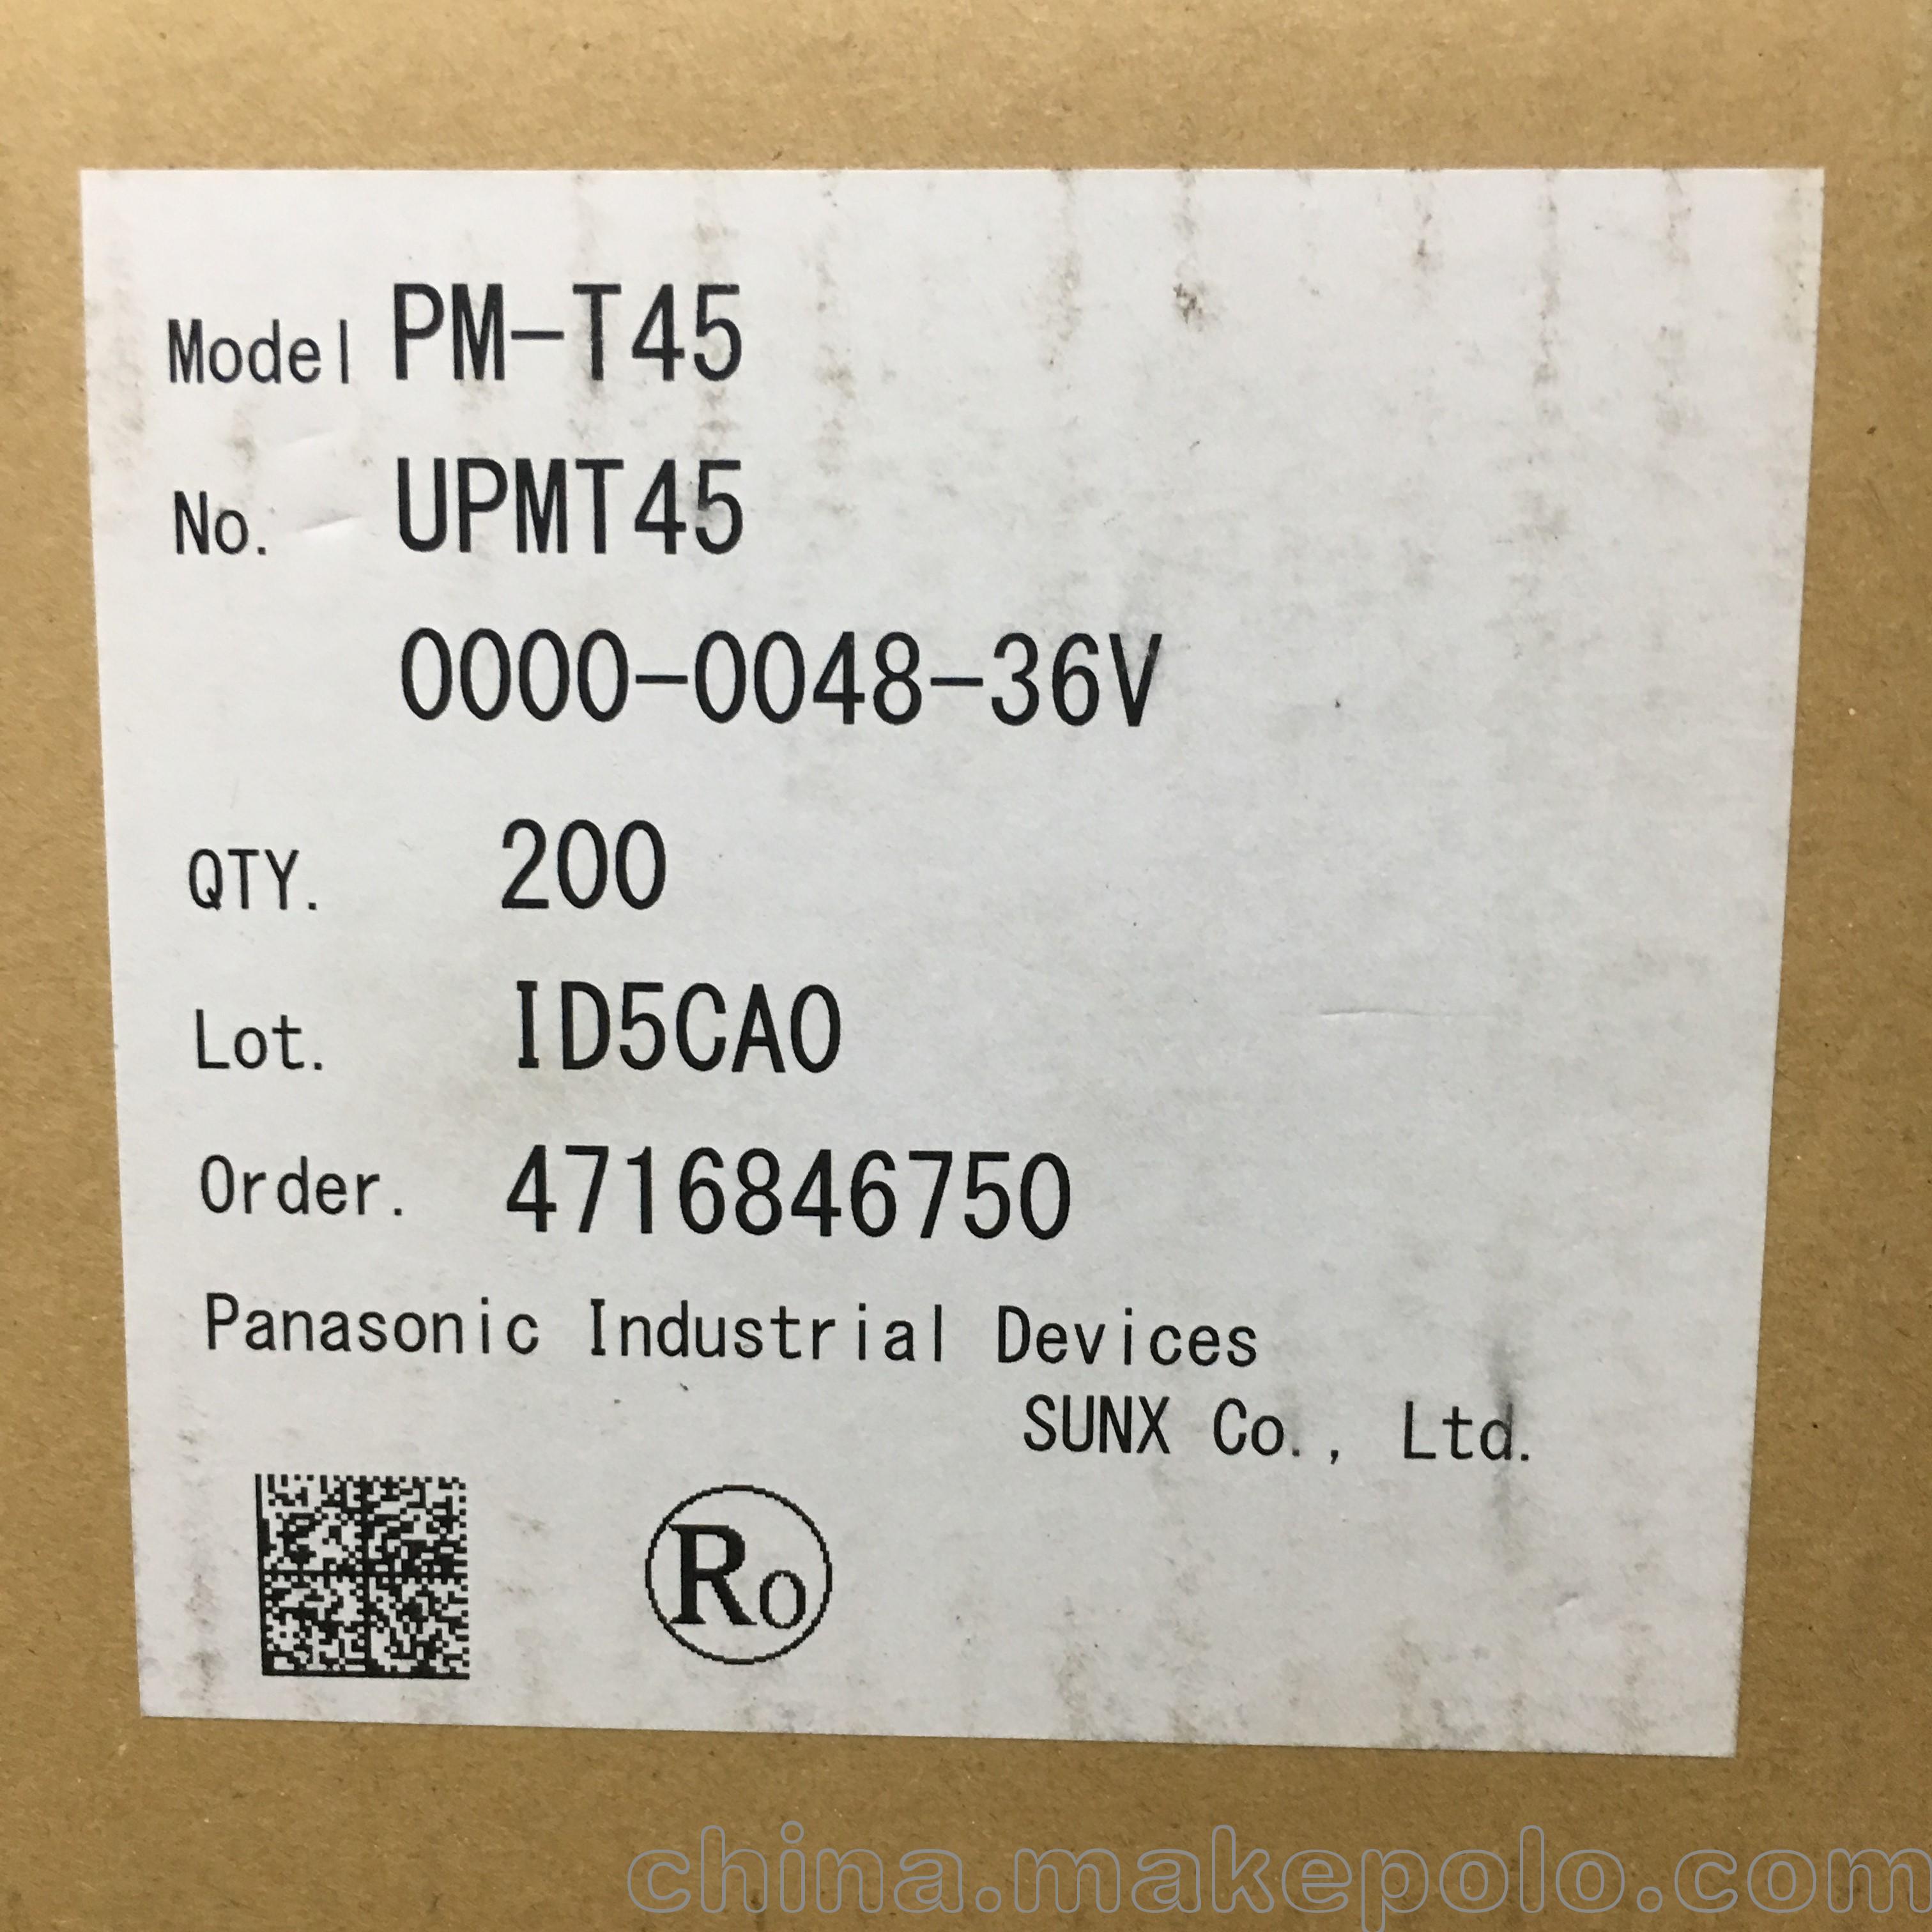 Model PM-T45
No. UPMT45
0000-0048-36V
QTY. 200
Lot. ID5CA0
Order. 4716846750
Panasonic Industrial Devices
SUNX Co., Ltd.
Ro
china.makepolo.com